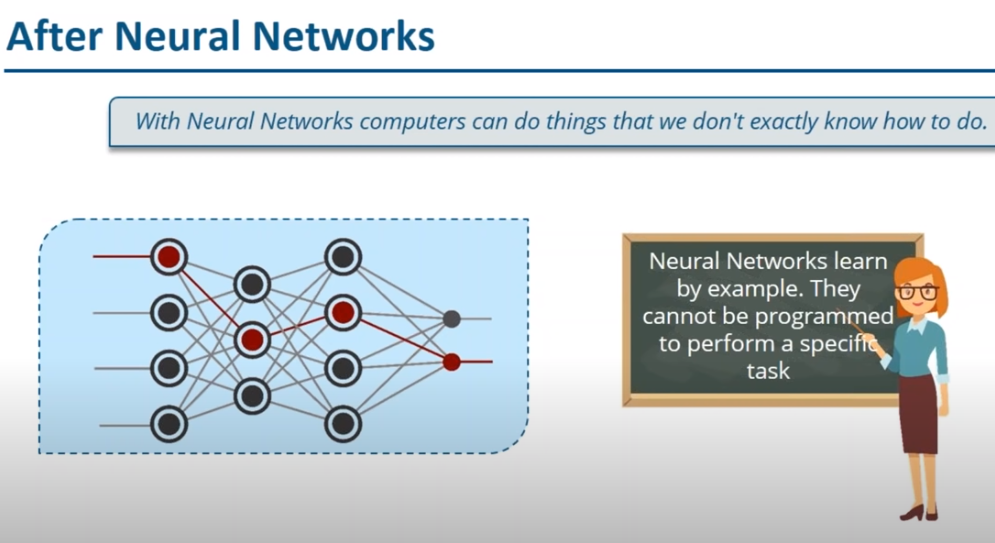 After Neural Networks
With Neural Networks computers can do things that we don't exactly know how to do.
Neural Networks learn
by example. They
cannot be programmed
to perform a specific
task